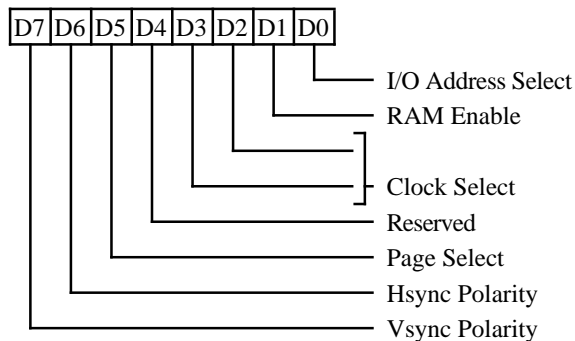 D7 D6 D5 D4 D3 D2 D1 D0
I/O Address Select
RAM Enable
Clock Select
Reserved
Page Select
Hsync Polarity
Vsync Polarity